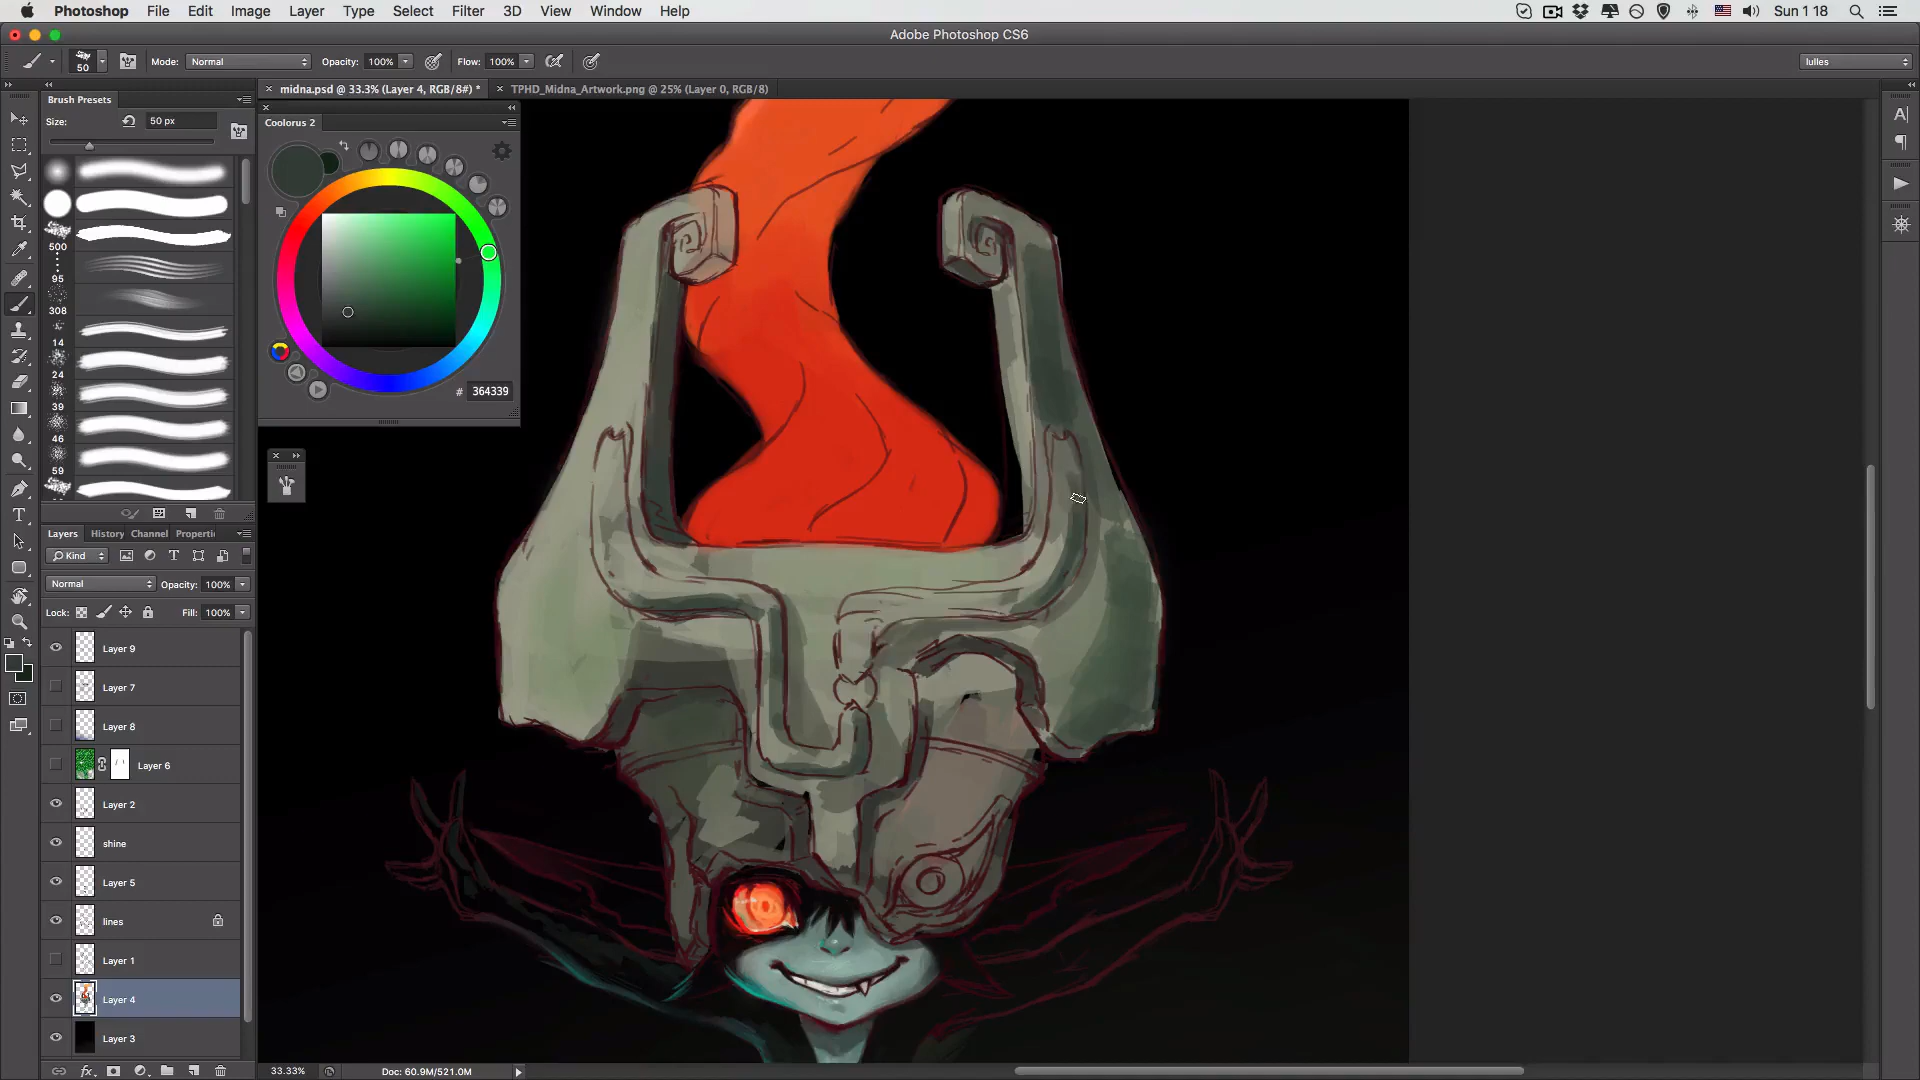 Photoshop File Edit Image Layer Type Select Filter 3D View Window Help Sun 1 18
Adobe Photoshop CS6
50 Mode: Normal Opacity: 100% Flow: 100% lulles
midna.psd @ 33.3% (Layer 4, RGB/8#) * TPHD_Midna_Artwork.png @ 25% (Layer 0, RGB/8)
Brush Presets
Size: 50 px
Coolorus 2
500
95
308
14
24
39
46
59
# 364339
Layers History Channel Properti
Kind
Normal Opacity: 100%
Lock: Fill: 100%
Layer 9
Layer 7
Layer 8
Layer 6
Layer 2
shine
Layer 5
lines
Layer 1
Layer 4
Layer 3
fx
33.33% Doc: 60.9M/521.0M